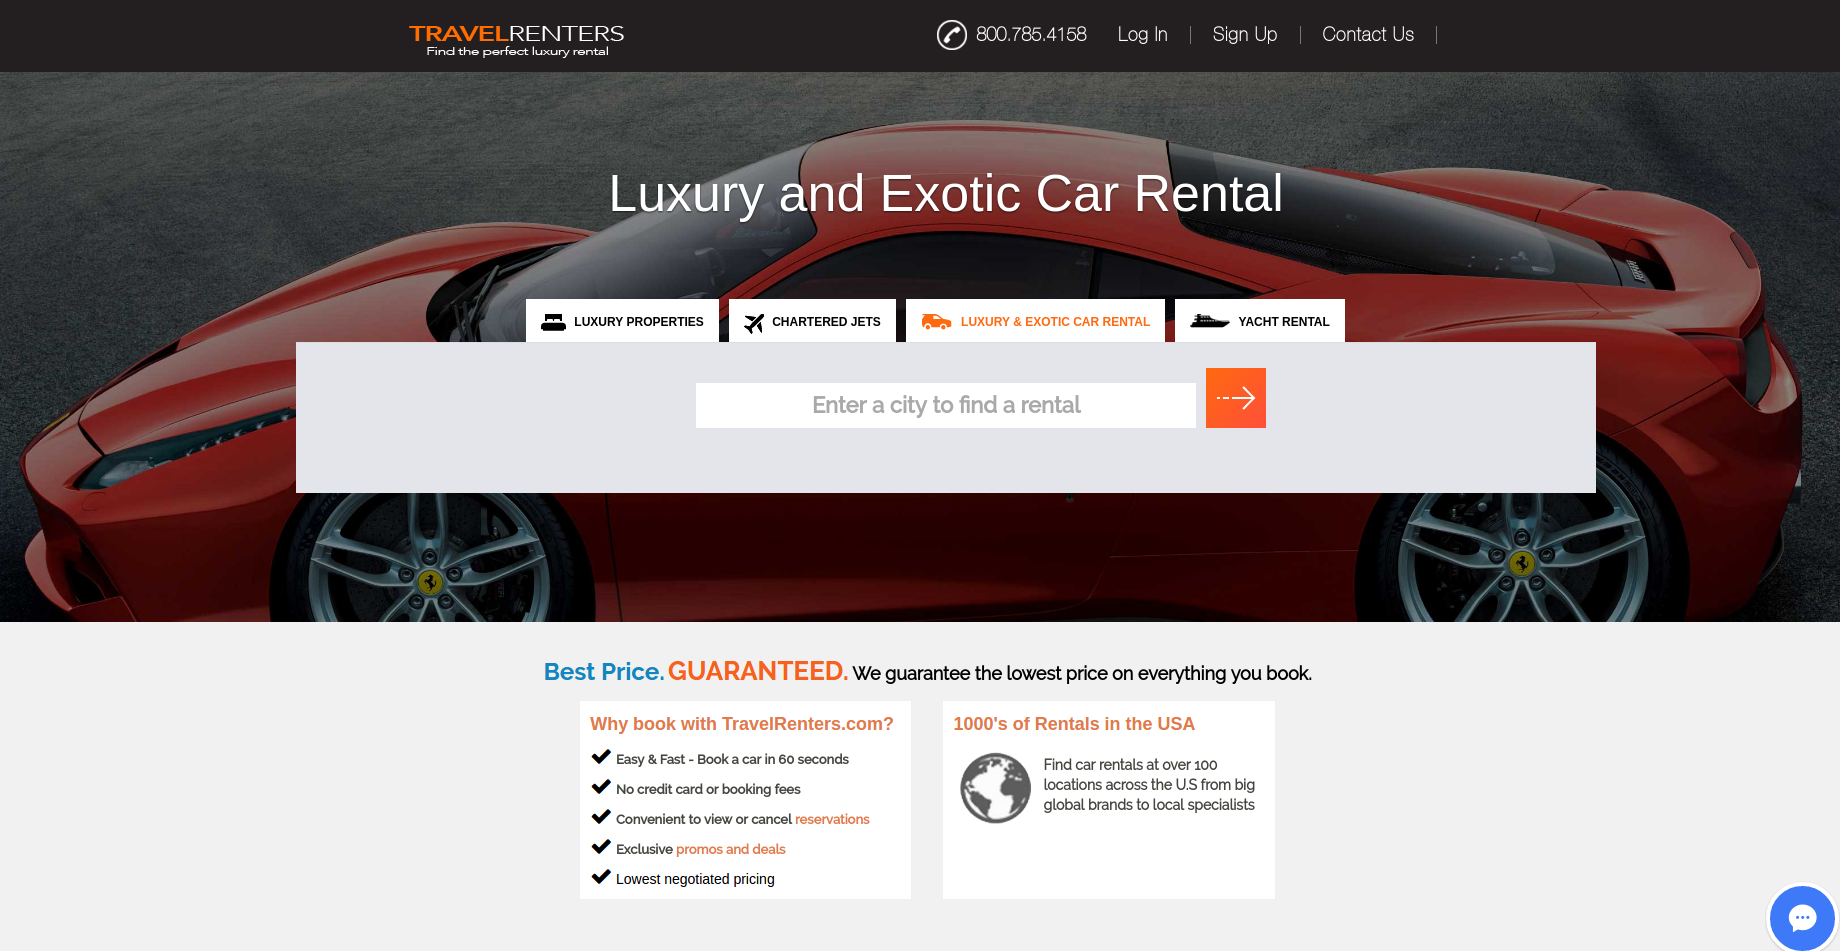 TRAVELRENTERS
Find the perfect luxury rental
800.785.4158
Log In
Sign Up
Contact Us
Luxury and Exotic Car Rental
LUXURY PROPERTIES
CHARTERED JETS
LUXURY & EXOTIC CAR RENTAL
YACHT RENTAL
Enter a city to find a rental
Best Price. GUARANTEED. We guarantee the lowest price on everything you book.
Why book with TravelRenters.com?
Easy & Fast - Book a car in 60 seconds
No credit card or booking fees
Convenient to view or cancel reservations
Exclusive promos and deals
Lowest negotiated pricing
1000's of Rentals in the USA
Find car rentals at over 100
locations across the U.S from big
global brands to local specialists